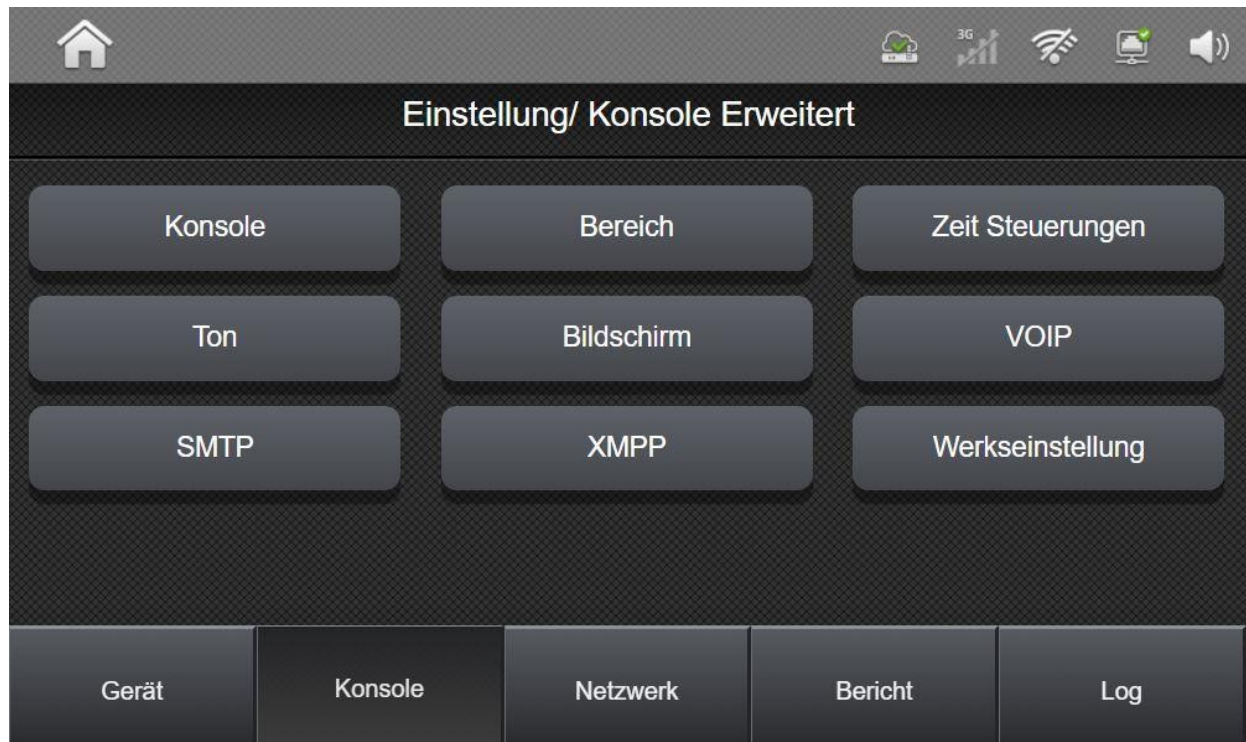 3G
Einstellung/ Konsole Erweitert
Konsole
Bereich
Zeit Steuerungen
Ton
Bildschirm
VOIP
SMTP
XMPP
Werkseinstellung
Gerät
Konsole
Netzwerk
Bericht
Log